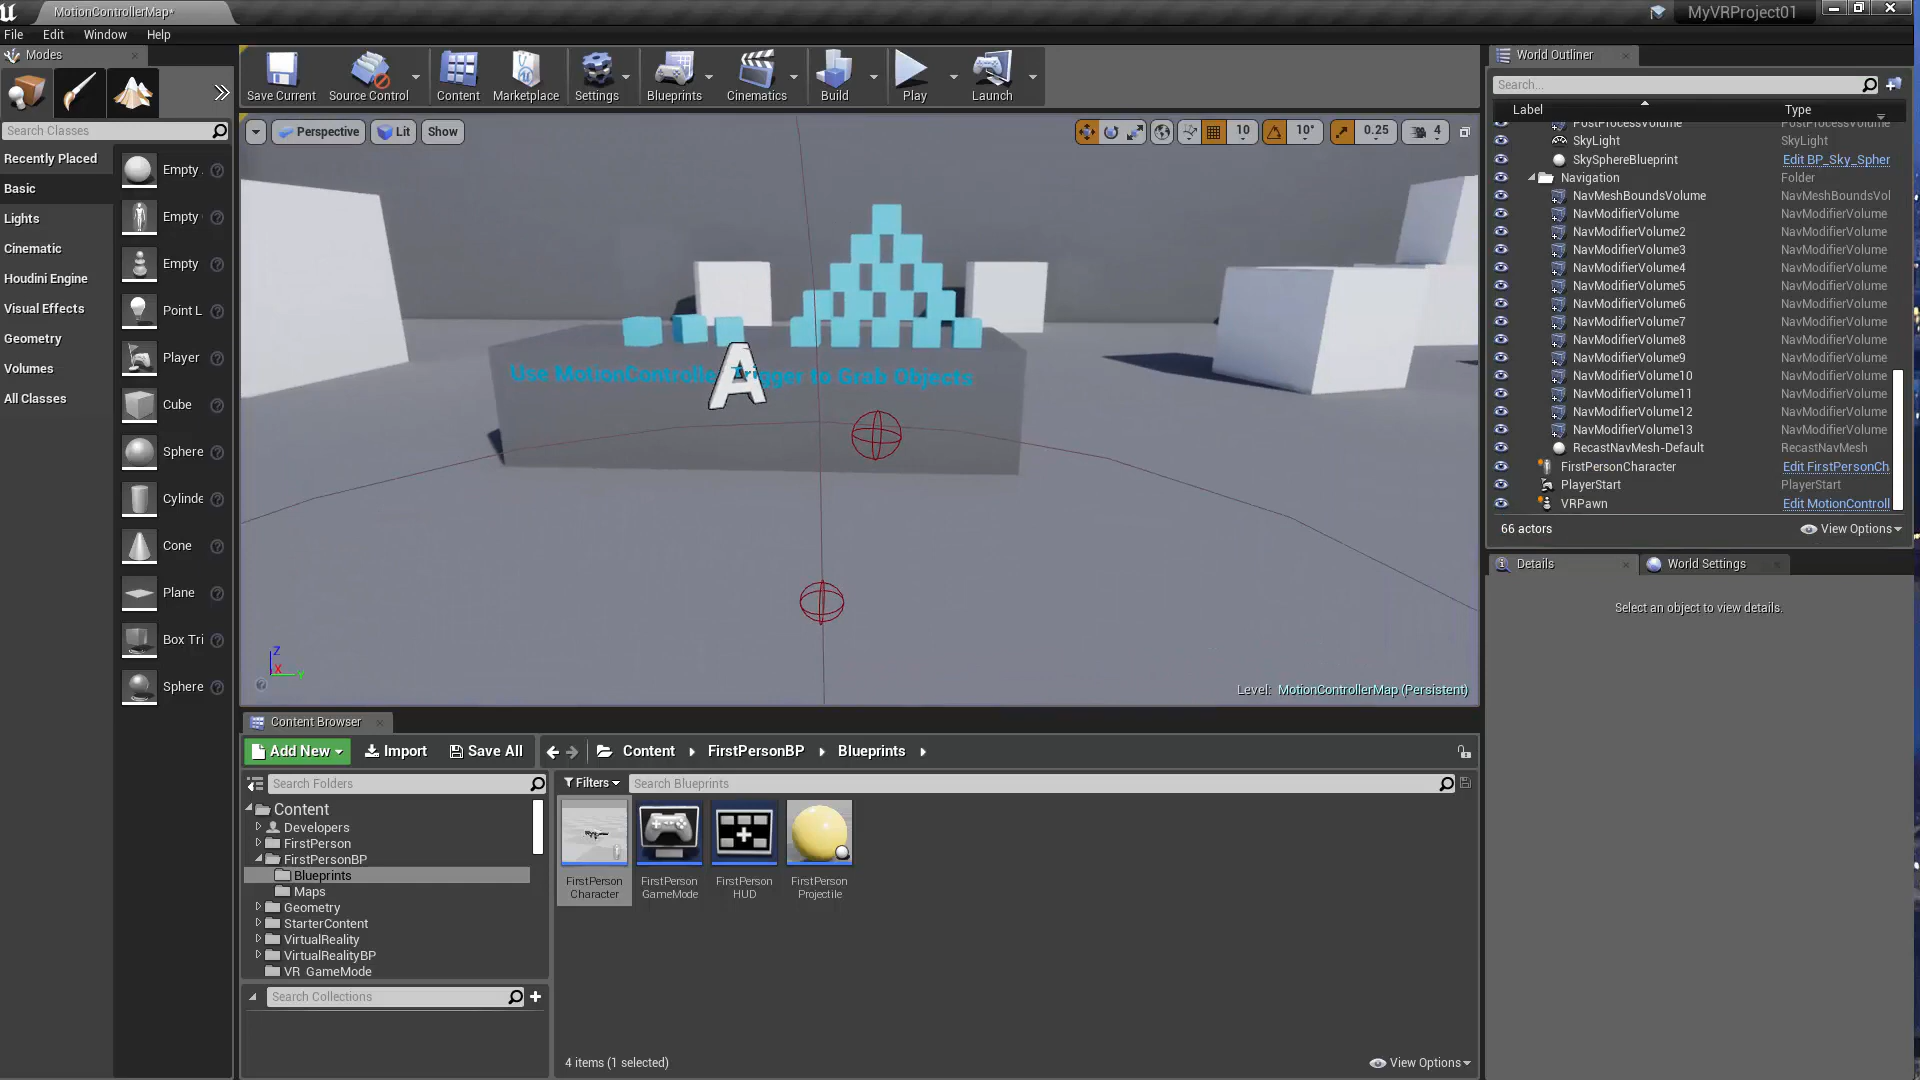 MotionControllerMap*
MyVRProject01
File Edit Window Help
Modes
Save Current
Source Control
Content
Marketplace
Settings
Blueprints
Cinematics
Build
Play
Launch
Search Classes
Recently Placed
Basic
Lights
Cinematic
Houdini Engine
Visual Effects
Geometry
Volumes
All Classes
Empty
Empty
Empty
Point L
Player
Cube
Sphere
Cylinde
Cone
Plane
Box Tri
Sphere
Perspective Lit Show
10 10° 0.25 4
Use MotionControlle Trigger to Grab Objects
A
Z
X
Y
Level: MotionControllerMap (Persistent)
World Outliner
Search...
Label Type
PostProcessVolume PostProcessVolume
SkyLight SkyLight
SkySphereBlueprint Edit BP_Sky_Spher
Navigation Folder
NavMeshBoundsVolume NavMeshBoundsVol
NavModifierVolume NavModifierVolume
NavModifierVolume2 NavModifierVolume
NavModifierVolume3 NavModifierVolume
NavModifierVolume4 NavModifierVolume
NavModifierVolume5 NavModifierVolume
NavModifierVolume6 NavModifierVolume
NavModifierVolume7 NavModifierVolume
NavModifierVolume8 NavModifierVolume
NavModifierVolume9 NavModifierVolume
NavModifierVolume10 NavModifierVolume
NavModifierVolume11 NavModifierVolume
NavModifierVolume12 NavModifierVolume
NavModifierVolume13 NavModifierVolume
RecastNavMesh-Default RecastNavMesh
FirstPersonCharacter Edit FirstPersonCh
PlayerStart PlayerStart
VRPawn Edit MotionControll
66 actors View Options
Details World Settings
Select an object to view details.
Content Browser
Add New Import Save All Content FirstPersonBP Blueprints
Search Folders
Filters Search Blueprints
Content
Developers
FirstPerson
FirstPersonBP
Blueprints
Maps
Geometry
StarterContent
VirtualReality
VirtualRealityBP
VR_GameMode
Search Collections
FirstPerson
Character
FirstPerson
GameMode
FirstPerson
HUD
FirstPerson
Projectile
4 items (1 selected) View Options